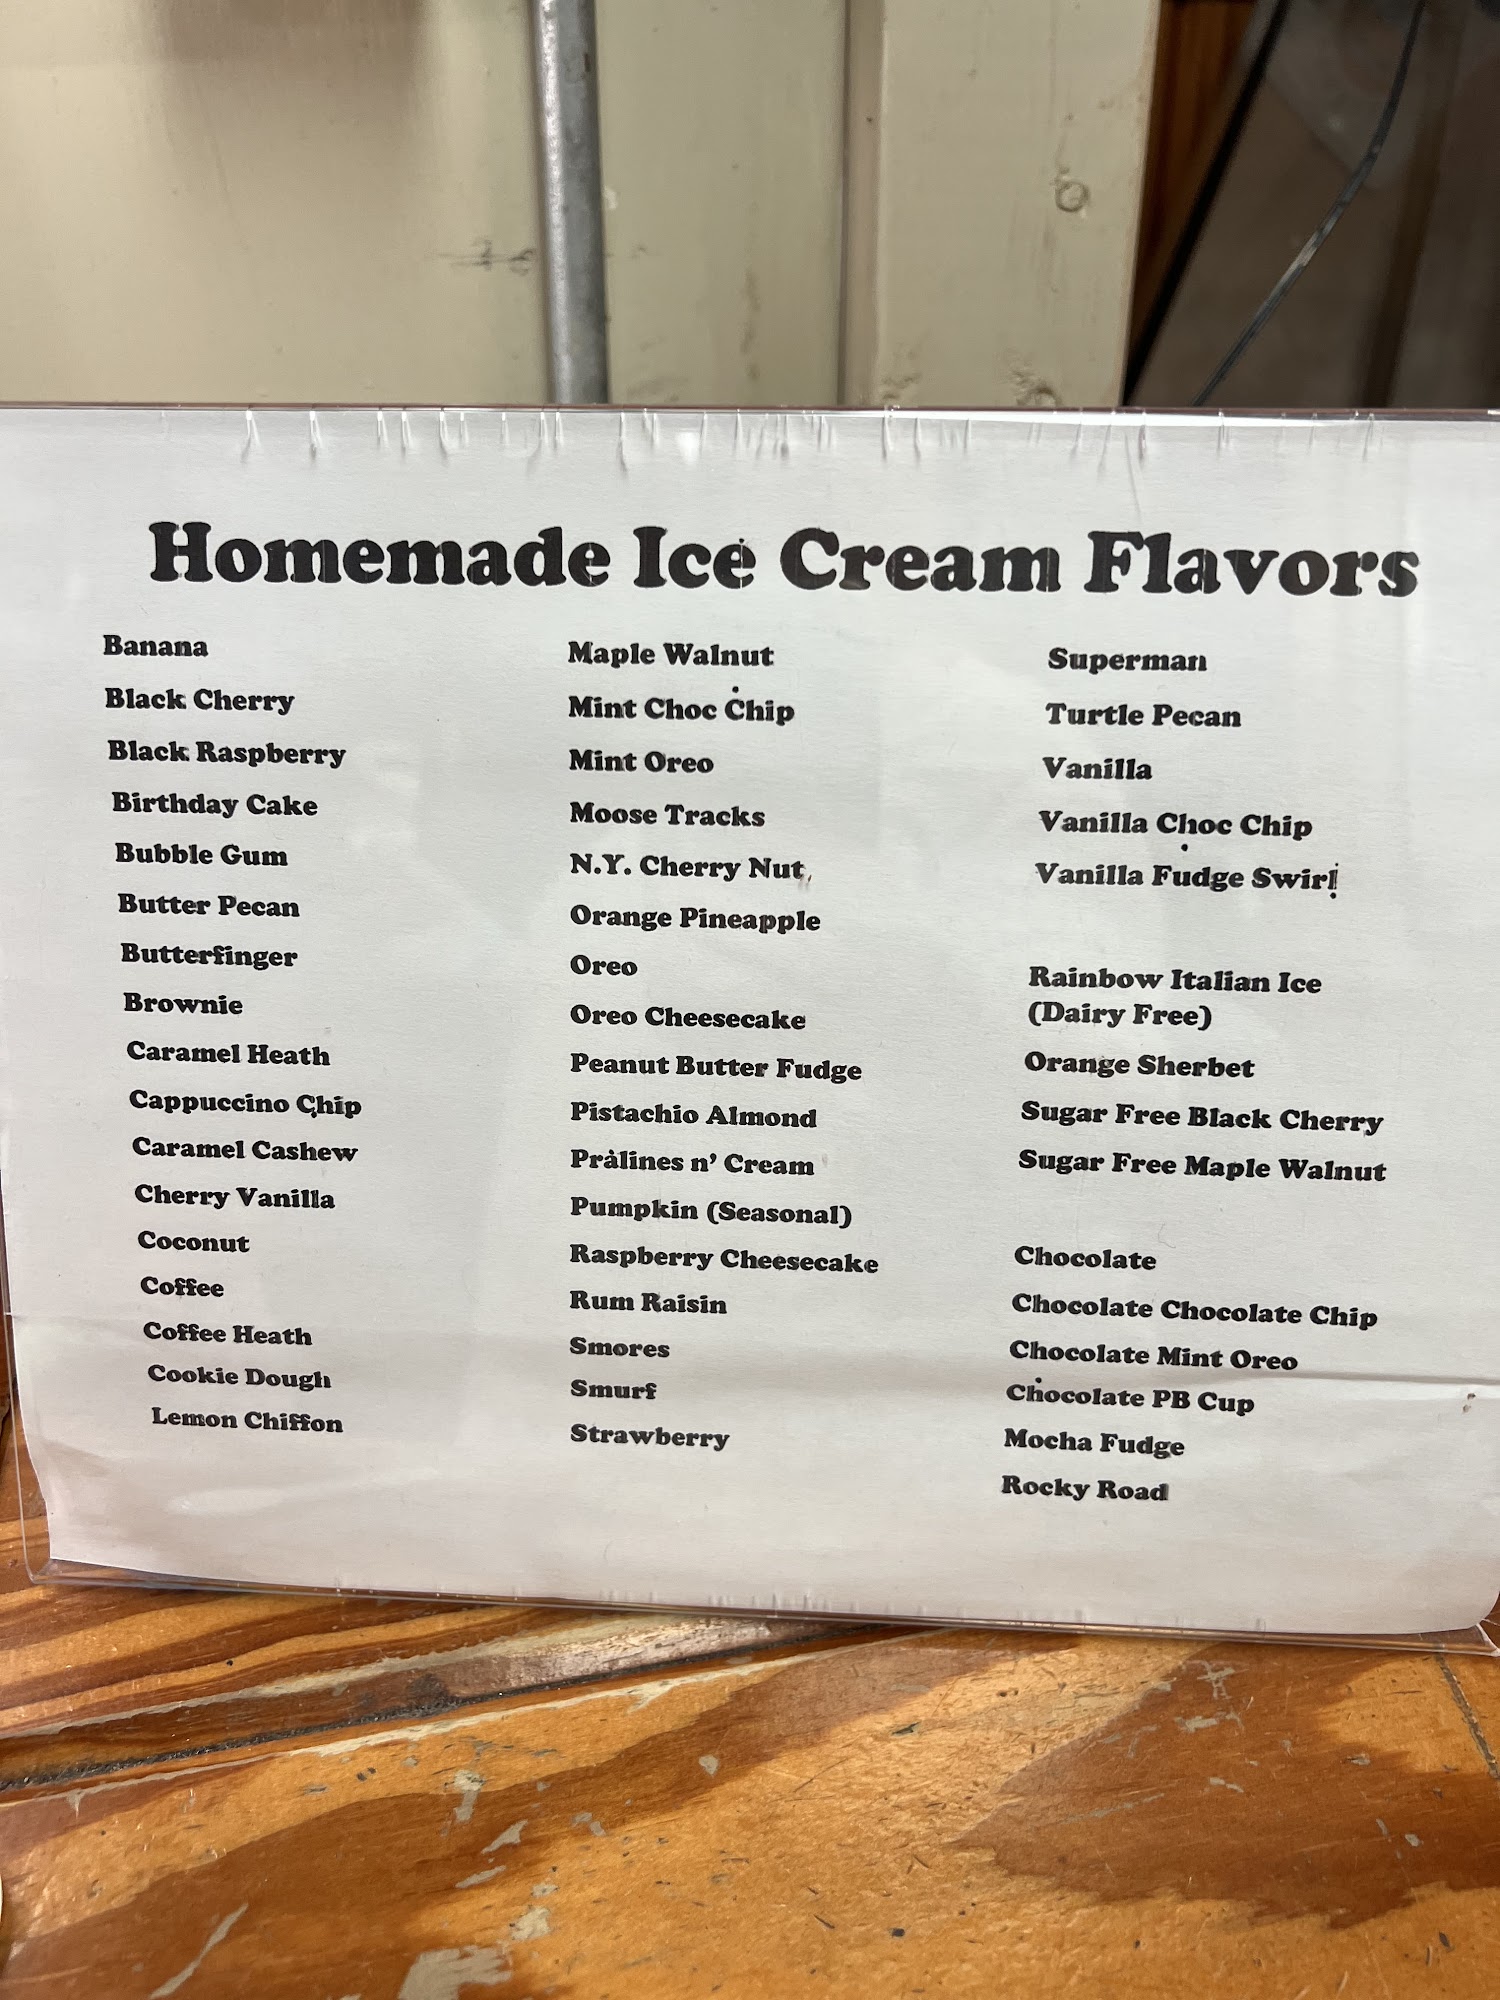 Homemade Ice Cream Flavors
Banana
Black Cherry
Black Raspberry
Birthday Cake
Bubble Gum
Butter Pecan
Butterfinger
Brownie
Caramel Heath
Cappuccino Chip
Caramel Cashew
Cherry Vanilla
Coconut
Coffee
Coffee Heath
Cookie Dough
Lemon Chiffon
Maple Walnut
Mint Choc Chip
Mint Oreo
Moose Tracks
N.Y. Cherry Nut
Orange Pineapple
Oreo
Oreo Cheesecake
Peanut Butter Fudge
Pistachio Almond
Pralines n’ Cream
Pumpkin (Seasonal)
Raspberry Cheesecake
Rum Raisin
Smores
Smurf
Strawberry
Superman
Turtle Pecan
Vanilla
Vanilla Choc Chip
Vanilla Fudge Swirl
Rainbow Italian Ice
(Dairy Free)
Orange Sherbet
Sugar Free Black Cherry
Sugar Free Maple Walnut
Chocolate
Chocolate Chocolate Chip
Chocolate Mint Oreo
Chocolate PB Cup
Mocha Fudge
Rocky Road